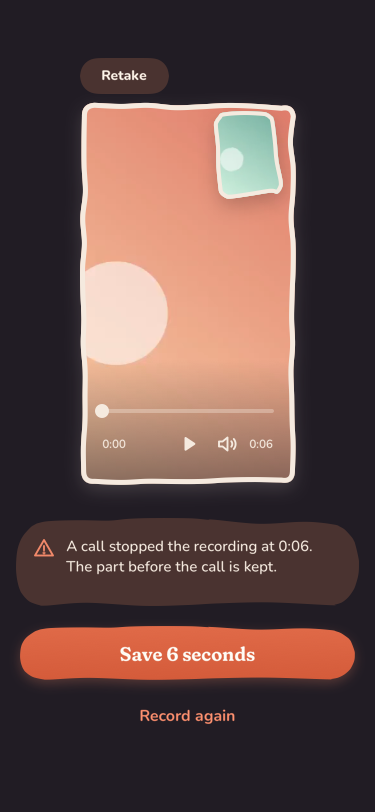 Retake
0:00
0:06
A call stopped the recording at 0:06.
The part before the call is kept.
Save 6 seconds
Record again